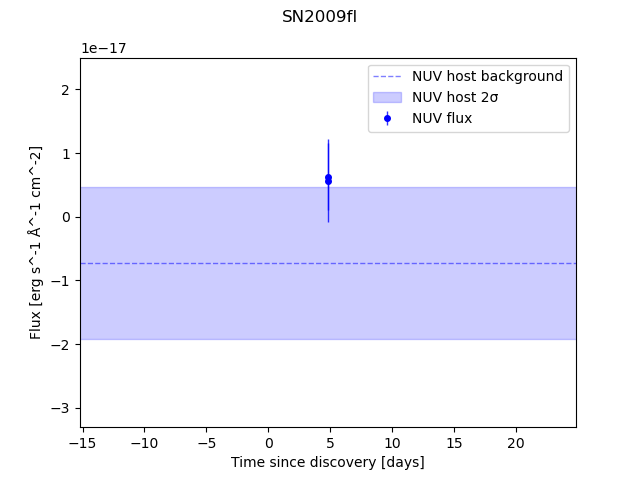 SN2009fl
1e−17
NUV host background
NUV host 2σ
NUV flux
2
1
0
−1
−2
−3
Flux [erg s^-1 Å^-1 cm^-2]
−15 −10 −5 0 5 10 15 20
Time since discovery [days]